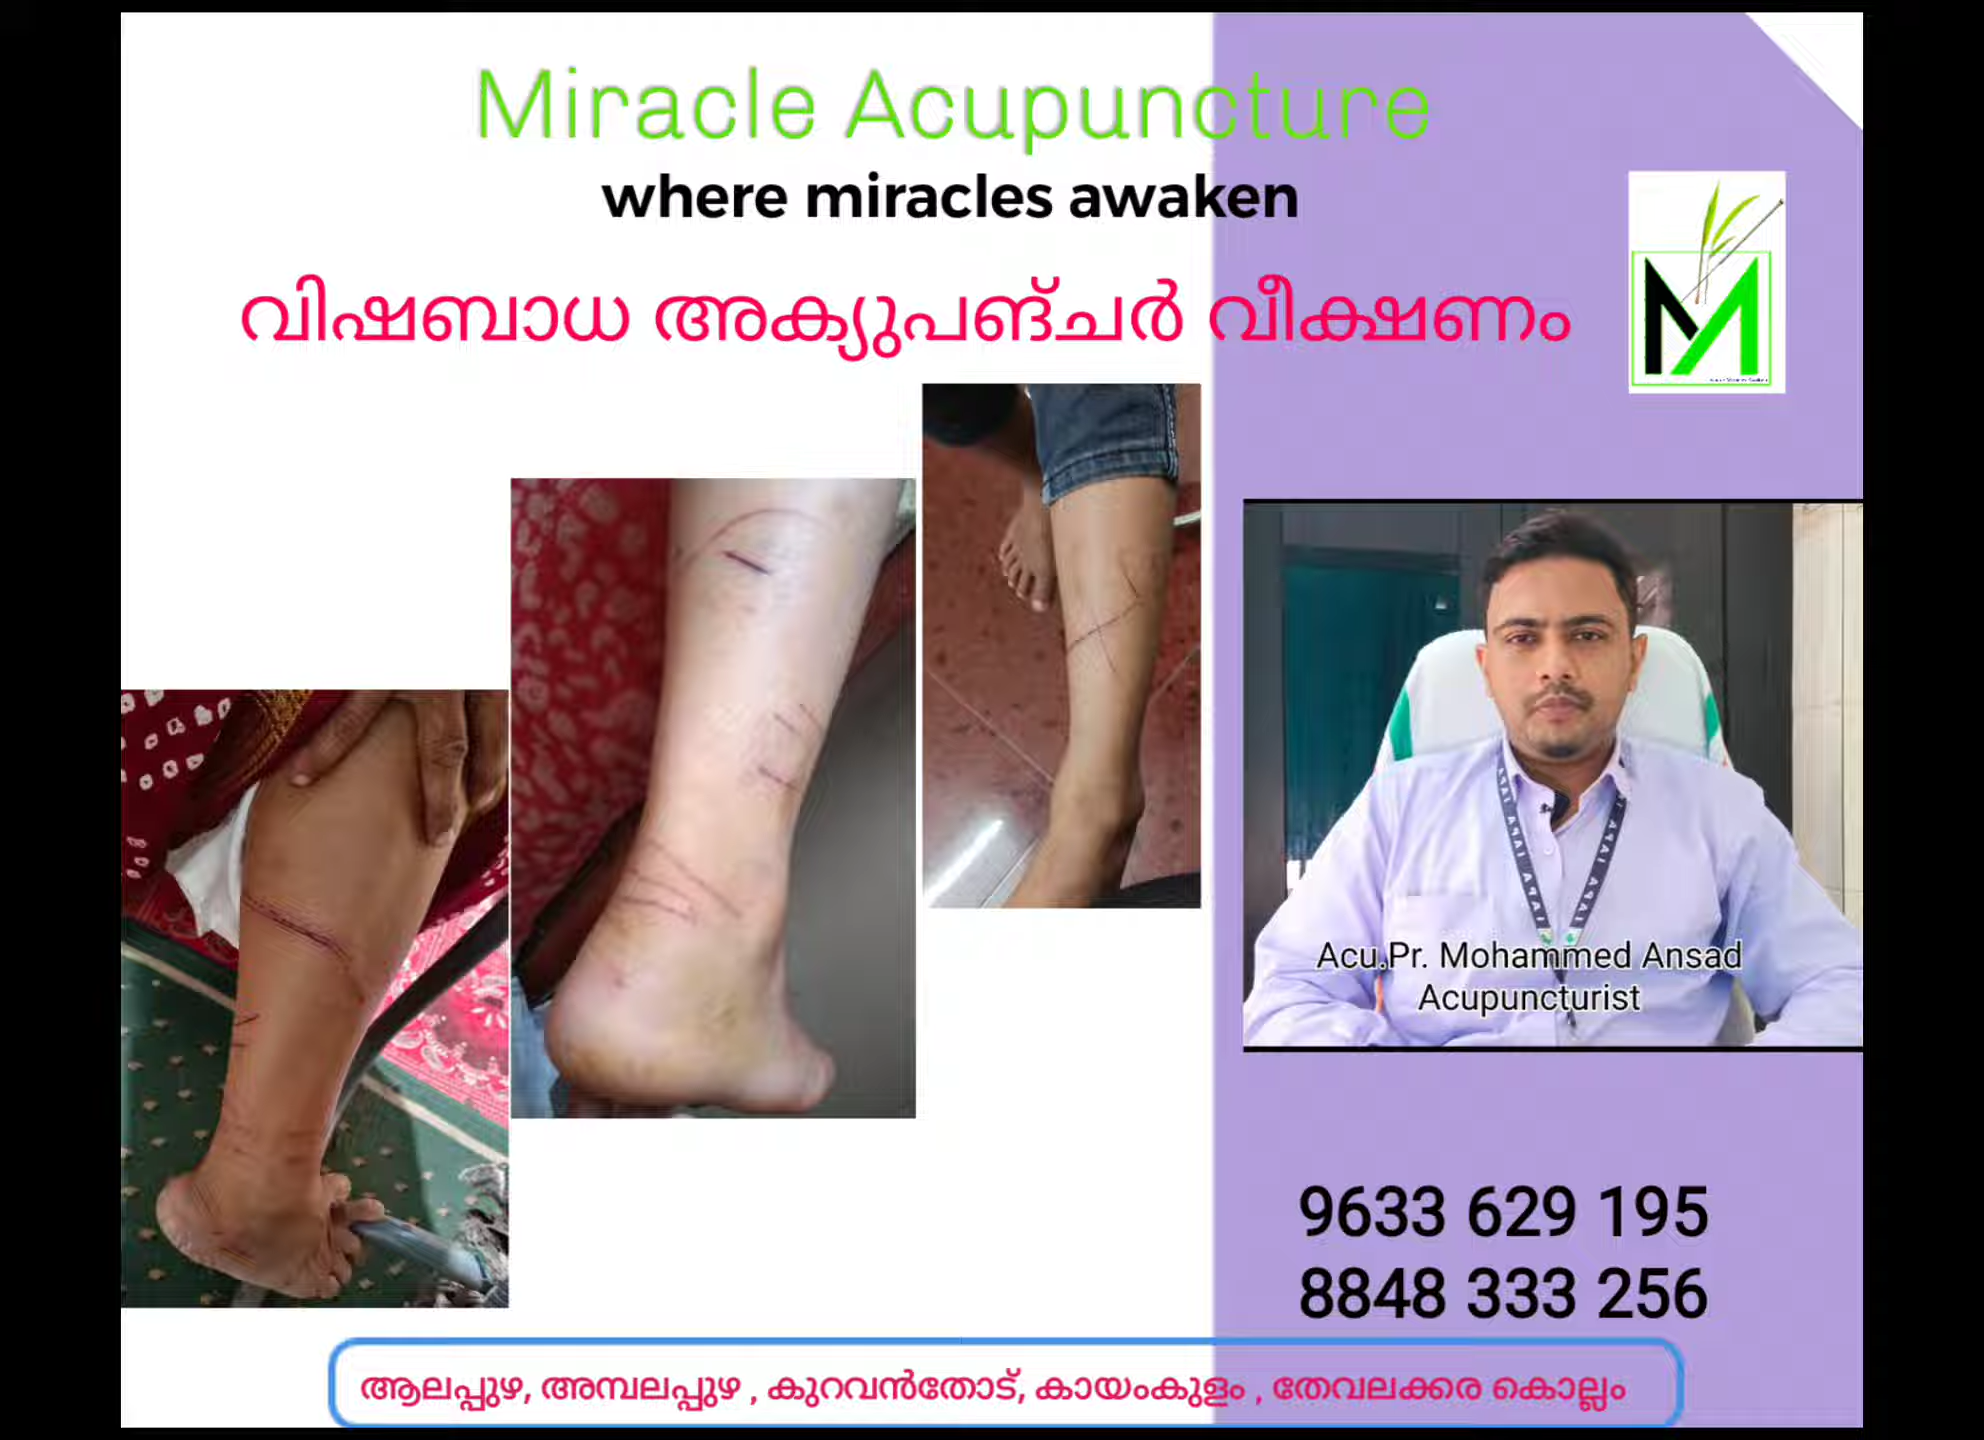 Miracle Acupuncture
where miracles awaken
വിഷബാധ അക്യുപങ്ചർ വീക്ഷണം
M
Acu.Pr. Mohammed Ansad
Acupuncturist
9633 629 195
8848 333 256
ആലപ്പുഴ, അമ്പലപ്പുഴ , കുറവൻതോട്, കായംകുളം , തേവലക്കര കൊല്ലം